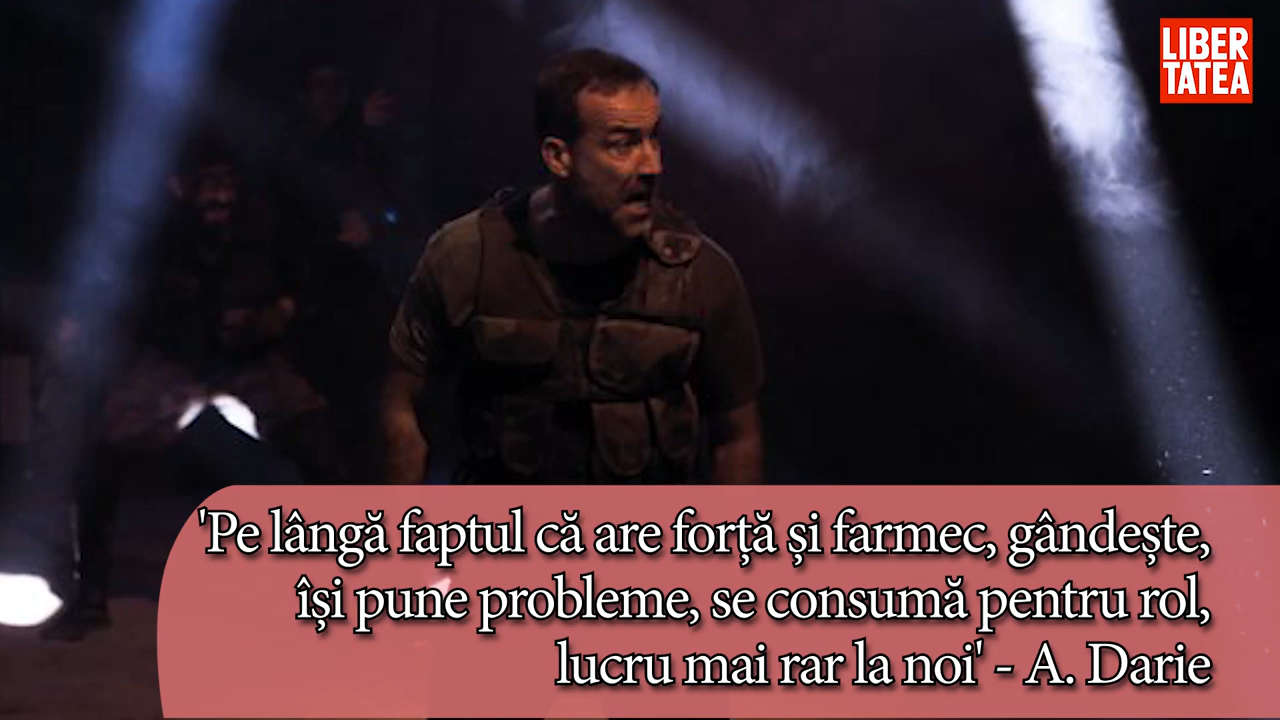 LIBER
TATEA
'Pe lângă faptul că are forță și farmec, gândește,
își pune probleme, se consumă pentru rol,
lucru mai rar la noi' - A. Darie